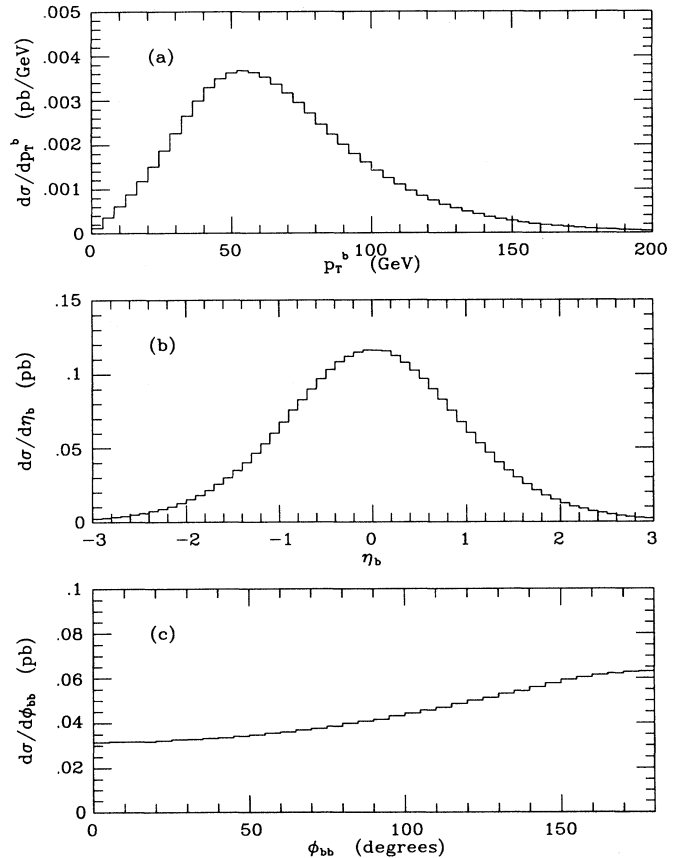 .005
(a)
.004
.003
.002
.001
0
dσ/dp_T^b (pb/GeV)
0 50 100 150 200
p_T^b (GeV)
.15
(b)
.1
.05
0
dσ/dη_b (pb)
−3 −2 −1 0 1 2 3
η_b
.1
.08
(c)
.06
.04
.02
0
dσ/dϕ_bb (pb)
0 50 100 150
ϕ_bb (degrees)